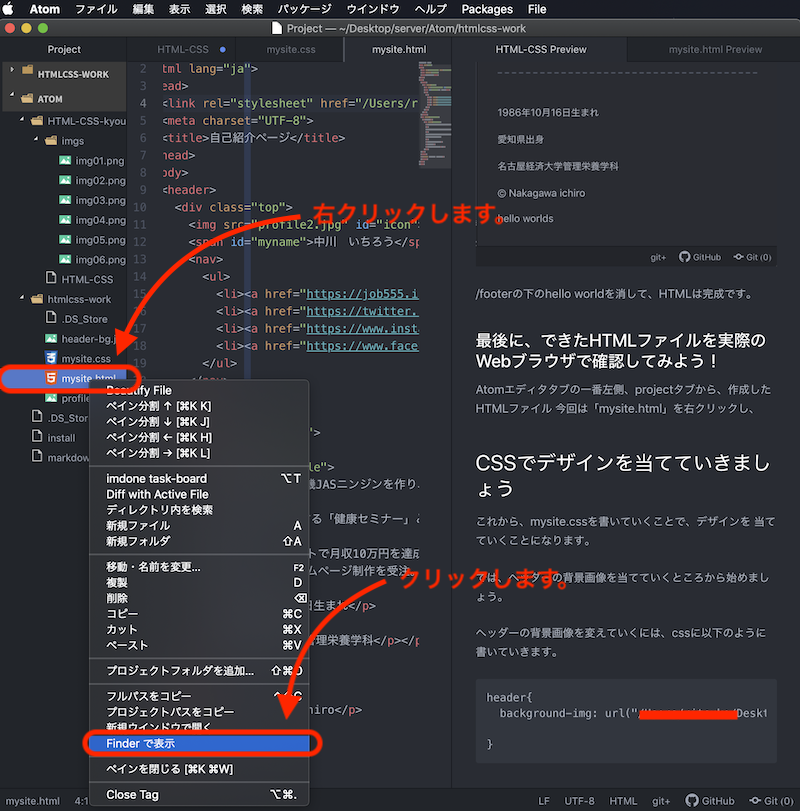 Atom ファイル 編集 表示 選択 検索 パッケージ ウインドウ ヘルプ Packages File
Project — ~/Desktop/server/Atom/htmlcss-work
Project
HTML-CSS
mysite.css
mysite.html
HTML-CSS Preview
mysite.html Preview
HTMLCSS-WORK
ATOM
HTML-CSS-kyou
imgs
img01.png
img02.png
img03.png
img04.png
img05.png
img06.png
HTML-CSS
htmlcss-work
.DS_Store
header-bg.j
mysite.css
mysite.html
profile
.DS_Stor
install
markdow
2 tml lang="ja">
3 ead>
4 <link rel="stylesheet" href="/Users/r
5 <meta charset="UTF-8">
6 <title>自己紹介ページ</title>
7 head>
8 ody>
9 <header>
10 <div class="top">
11 <img src="profile2.jpg" id="icon"
12 <span id="myname">中川　いちろう</sp
13 <nav>
14 <ul>
15 <li><a href="https://job555.i
16 <li><a href="https://twitter.
17 <li><a href="https://www.inst
18 <li><a href="https://www.face
19 </ul>
右クリックします。
">
le">
機JASニンジンを作り、
る「健康セミナー」
トで月収10万円を達成
ームページ制作を受注。
日生まれ</p>
管理栄養学科</p></p
hiro</p>
Beautify File
ペイン分割 ↑ [⌘K K]
ペイン分割 ↓ [⌘K J]
ペイン分割 ← [⌘K H]
ペイン分割 → [⌘K L]
imdone task-board ⌥T
Diff with Active File
ディレクトリ内を検索
新規ファイル A
新規フォルダ ⇧A
移動・名前を変更... F2
複製 D
削除 ⌫
コピー ⌘C
カット ⌘X
ペースト ⌘V
プロジェクトフォルダを追加... ⇧⌘O
フルパスをコピー
プロジェクトパスをコピー
新規ウインドウで開く
Finder で表示
ペインを閉じる [⌘K ⌘W]
Close Tag ⌥⌘.
クリックします。
1986年10月16日生まれ
愛知県出身
名古屋経済大学管理栄養学科
© Nakagawa ichiro
hello worlds
git+ GitHub Git (0)
/footerの下のhello worldを消して、HTMLは完成です。
最後に、できたHTMLファイルを実際の
Webブラウザで確認してみよう！
Atomエディタタブの一番左側、projectタブから、作成した
HTMLファイル 今回は「mysite.html」を右クリックし、
CSSでデザインを当てていきまし
ょう
これから、mysite.cssを書いていくことで、デザインを 当て
ていくことになります。
では、ヘッダーの背景画像を当てていくところから始めまし
ょう。
ヘッダーの背景画像を変えていくには、cssに以下のように
書いていきます。
header{
background-img: url("/
/Deskt
}
mysite.html 4:1
LF UTF-8 HTML git+ GitHub Git (0)